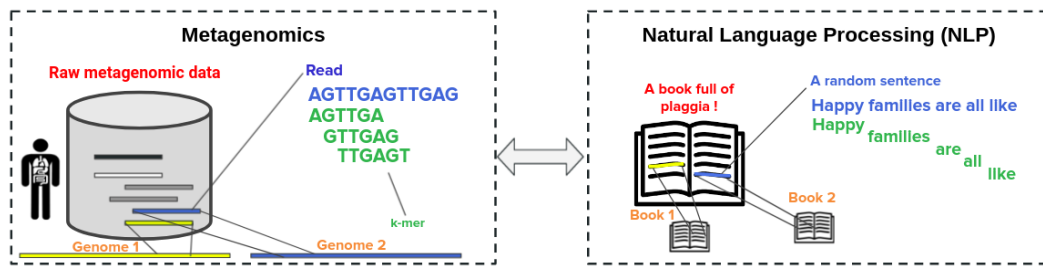 Metagenomics
Raw metagenomic data
Read
AGTTGAGTTGAG
AGTTGA
GTTGAG
TTGAGT
k-mer
Genome 1
Genome 2
Natural Language Processing (NLP)
A book full of
plaggia !
A random sentence
Happy families are all like
Happy
families
are
all
like
Book 1
Book 2